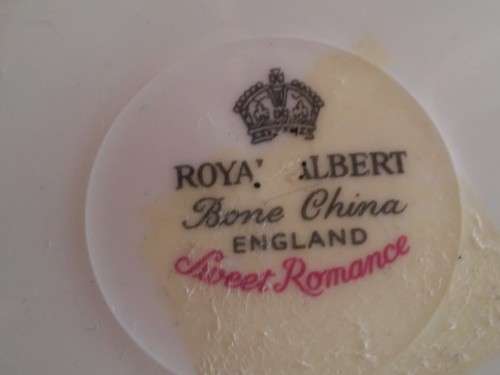 ROYAL ALBERT
Bone China
ENGLAND
Sweet Romance